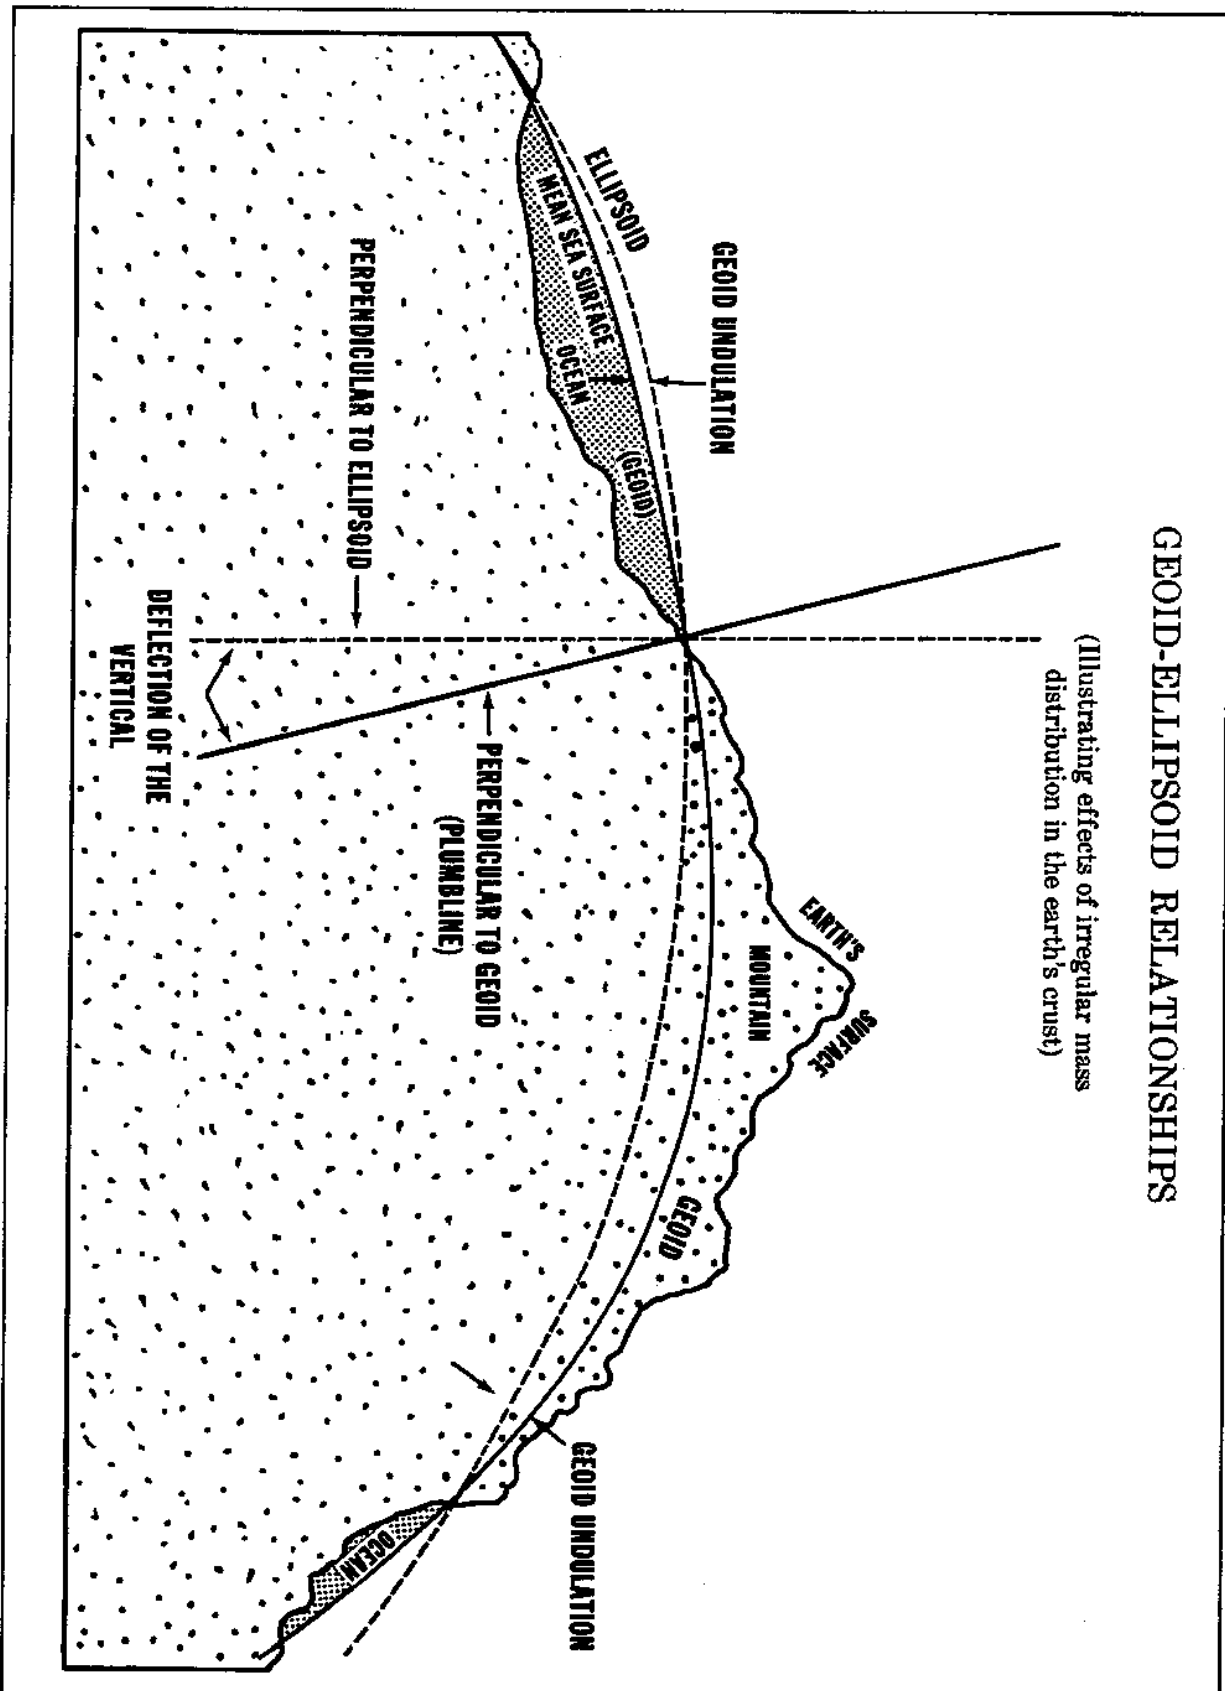 GEOID-ELLIPSOID RELATIONSHIPS
(Illustrating effects of irregular mass
distribution in the earth's crust)
EARTH'S
SURFACE
MOUNTAIN
GEOID UNDULATION
ELLIPSOID
MEAN SEA SURFACE
OCEAN
(GEOID)
GEOID
GEOID UNDULATION
OCEAN
PERPENDICULAR TO ELLIPSOID
PERPENDICULAR TO GEOID
(PLUMBLINE)
DEFLECTION OF THE
VERTICAL